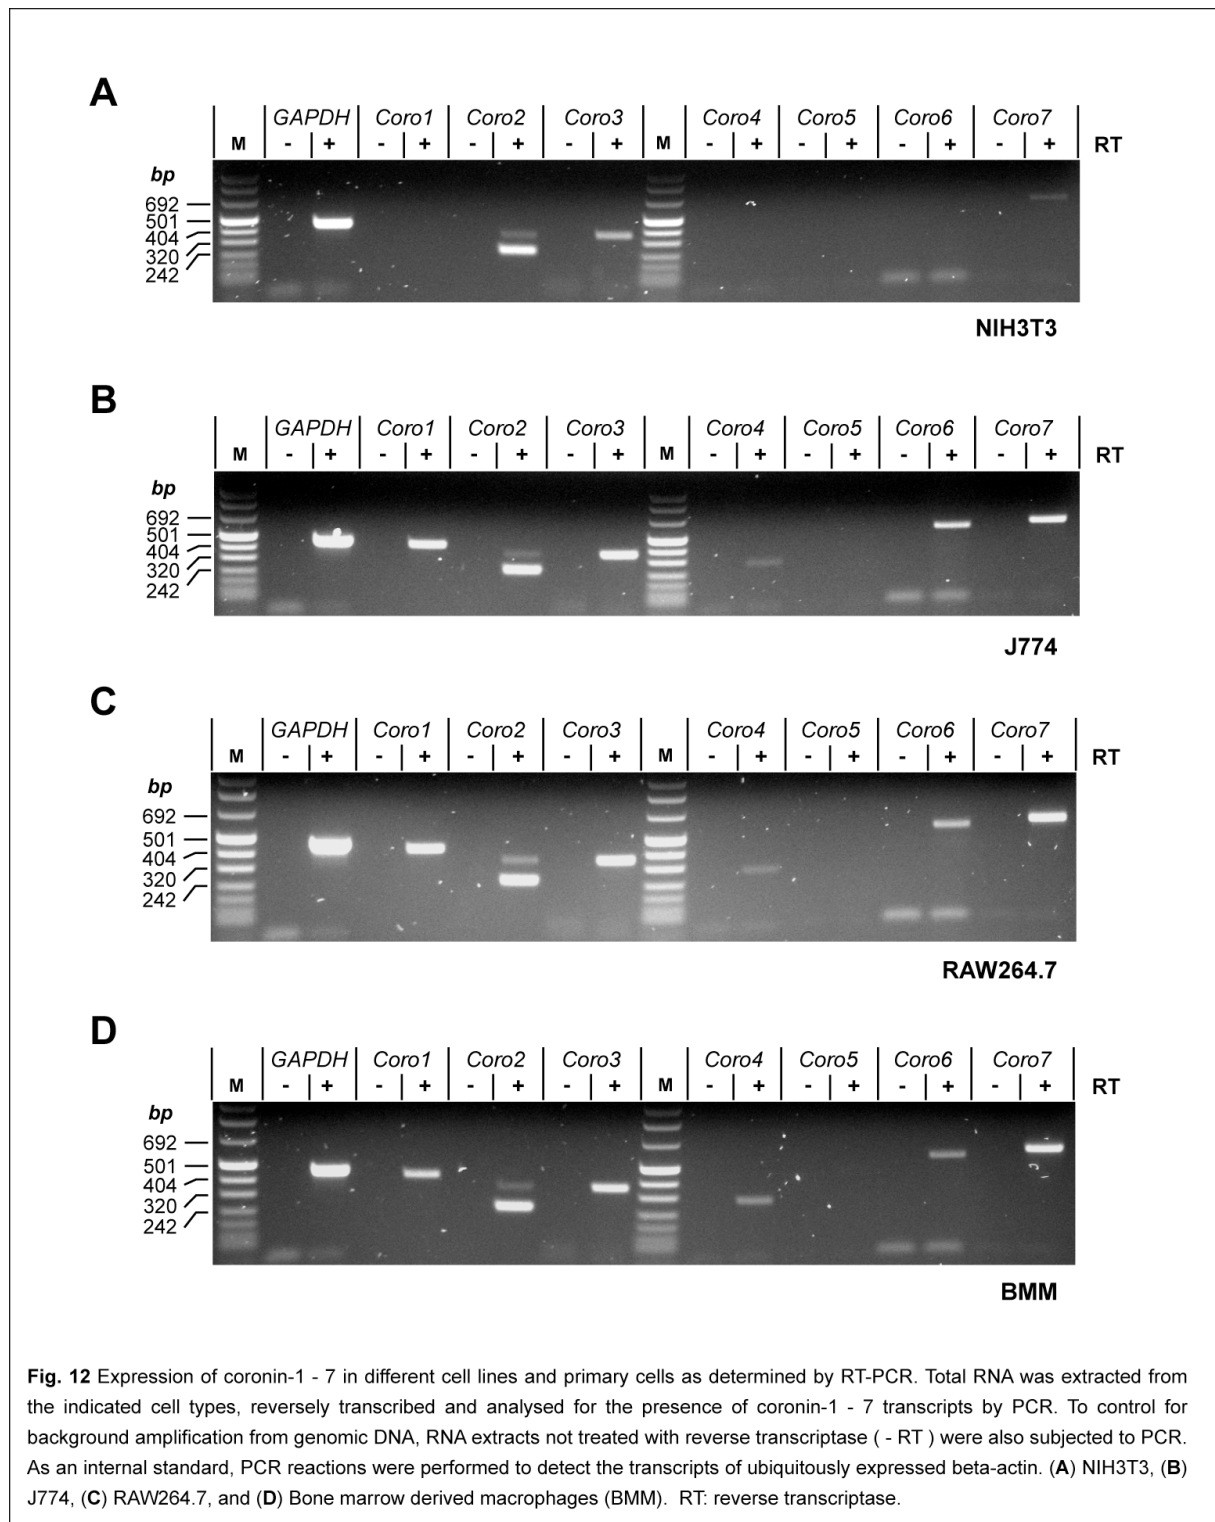 A
GAPDH Coro1 Coro2 Coro3 Coro4 Coro5 Coro6 Coro7
M - + - + - + - + M - + - + - + - + RT
bp
692
501
404
320
242
NIH3T3
B
GAPDH Coro1 Coro2 Coro3 Coro4 Coro5 Coro6 Coro7
M - + - + - + - + M - + - + - + - + RT
bp
692
501
404
320
242
J774
C
GAPDH Coro1 Coro2 Coro3 Coro4 Coro5 Coro6 Coro7
M - + - + - + - + M - + - + - + - + RT
bp
692
501
404
320
242
RAW264.7
D
GAPDH Coro1 Coro2 Coro3 Coro4 Coro5 Coro6 Coro7
M - + - + - + - + M - + - + - + - + RT
bp
692
501
404
320
242
BMM
Fig. 12 Expression of coronin-1 - 7 in different cell lines and primary cells as determined by RT-PCR. Total RNA was extracted from
the indicated cell types, reversely transcribed and analysed for the presence of coronin-1 - 7 transcripts by PCR. To control for
background amplification from genomic DNA, RNA extracts not treated with reverse transcriptase ( - RT ) were also subjected to PCR.
As an internal standard, PCR reactions were performed to detect the transcripts of ubiquitously expressed beta-actin. (A) NIH3T3, (B)
J774, (C) RAW264.7, and (D) Bone marrow derived macrophages (BMM). RT: reverse transcriptase.